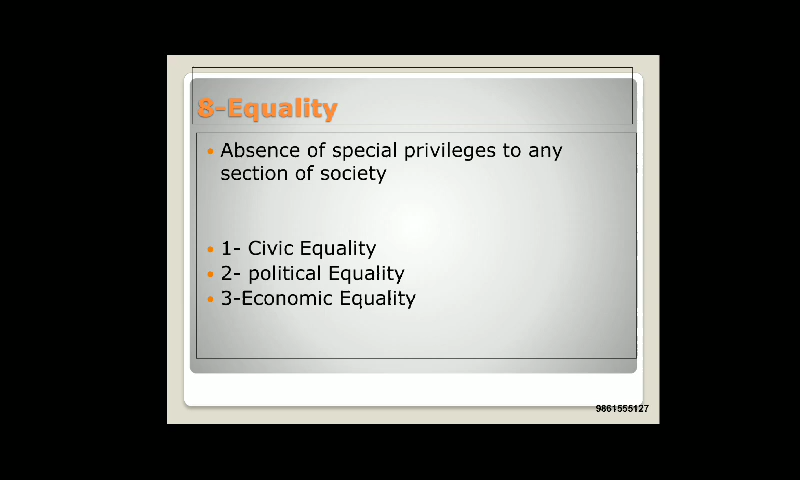 8-Equality
Absence of special privileges to any
section of society
1- Civic Equality
2- political Equality
3-Economic Equality
9861555127